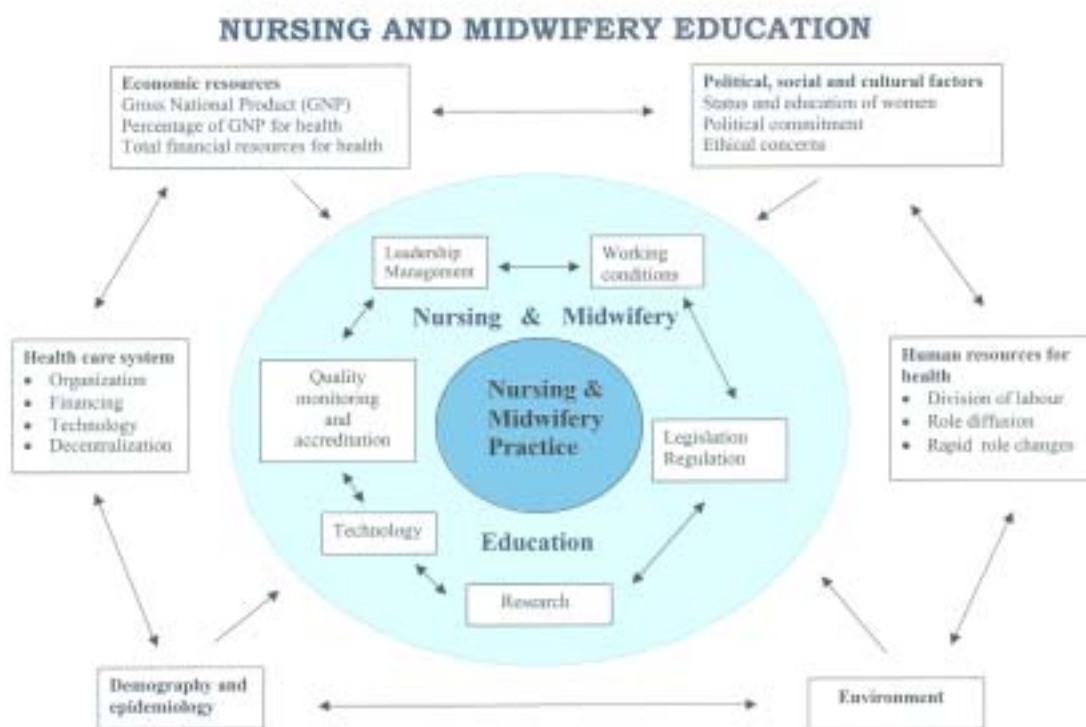 NURSING AND MIDWIFERY EDUCATION
Economic resources
Gross National Product (GNP)
Percentage of GNP for health
Total financial resources for health
Political, social and cultural factors
Status and education of women
Political commitment
Ethical concerns
Leadership
Management
Working
conditions
Nursing & Midwifery
Health care system
• Organization
• Financing
• Technology
• Decentralization
Quality
monitoring
and
accreditation
Nursing &
Midwifery
Practice
Legislation
Regulation
Human resources for
health
• Division of labour
• Role diffusion
• Rapid role changes
Technology
Education
Research
Demography and
epidemiology
Environment